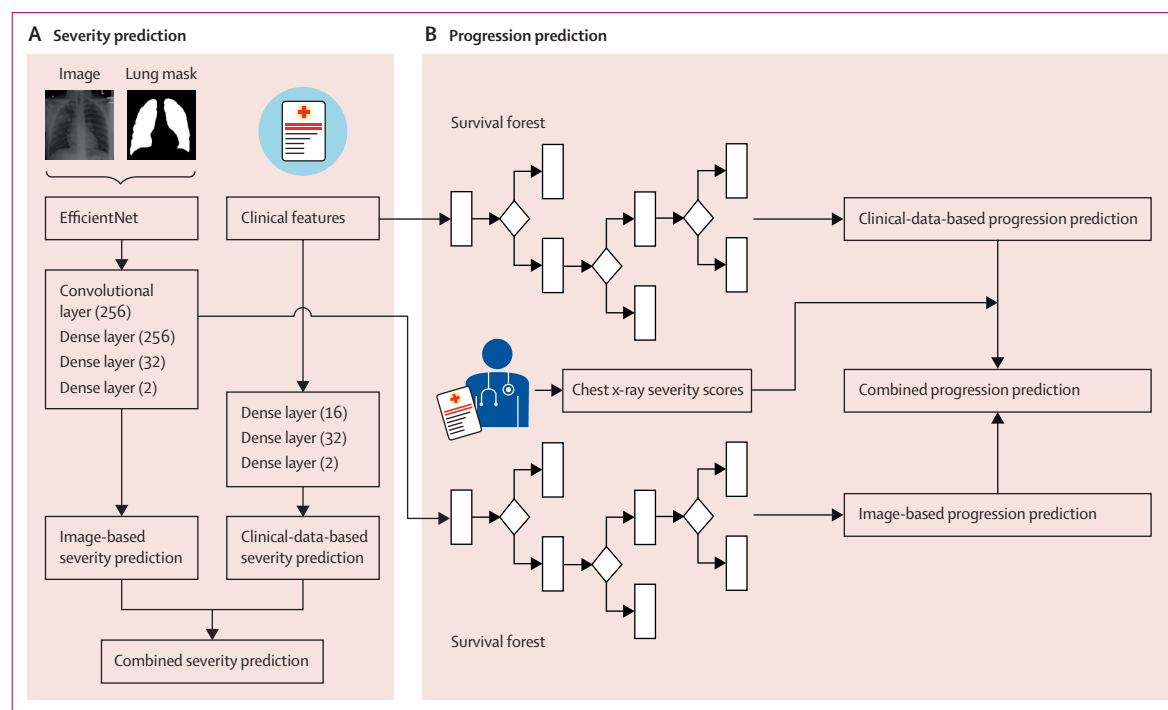 A Severity prediction
Image
Lung mask
L
EfficientNet
Clinical features
Convolutional
layer (256)
Dense layer (256)
Dense layer (32)
Dense layer (2)
Dense layer (16)
Dense layer (32)
Dense layer (2)
Image-based
severity prediction
Clinical-data-based
severity prediction
Combined severity prediction
B Progression prediction
Survival forest
Clinical-data-based progression prediction
Chest x-ray severity scores
Combined progression prediction
Image-based progression prediction
Survival forest